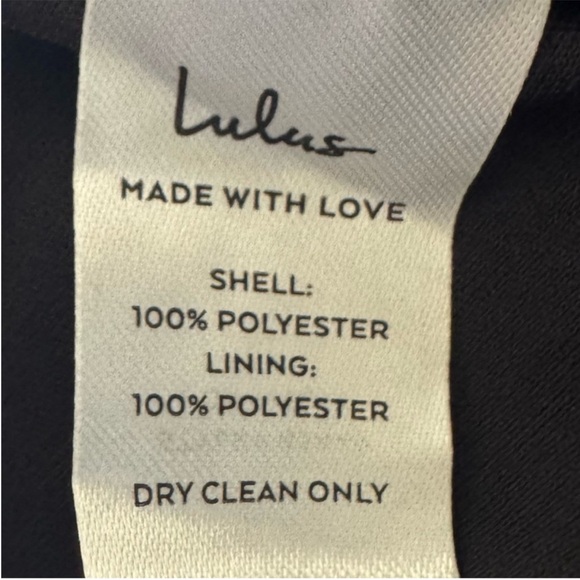 Lulus
MADE WITH LOVE
SHELL:
100% POLYESTER
LINING:
100% POLYESTER
DRY CLEAN ONLY